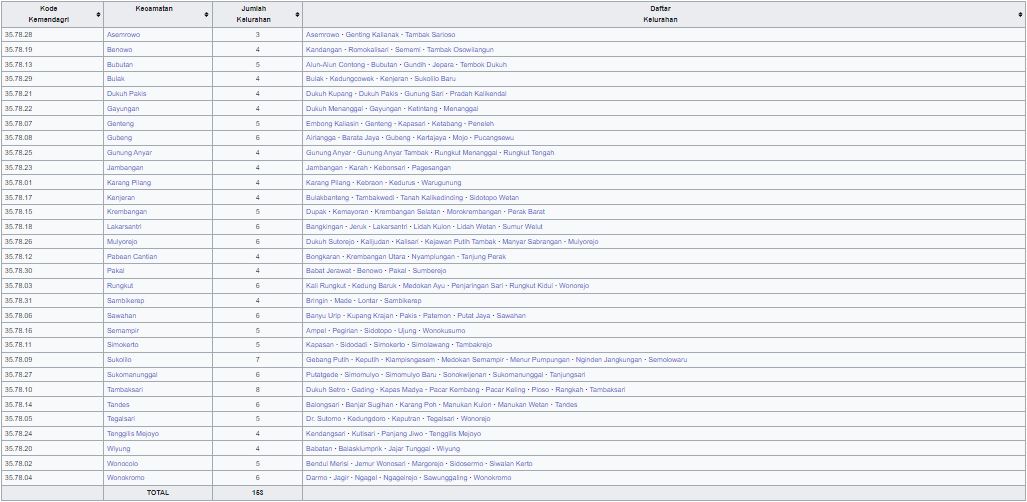 Kode Kemendagri Kecamatan Jumlah Kelurahan Daftar Kelurahan
35.78.28 Asemrowo 3 Asemrowo • Genting Kalianak • Tambak Sarioso
35.78.19 Benowo 4 Kandangan • Romokalisari • Sememi • Tambak Osowilangun
35.78.13 Bubutan 5 Alun-Alun Contong • Bubutan • Gundih • Jepara • Tembok Dukuh
35.78.29 Bulak 4 Bulak • Kedungcowek • Kenjeran • Sukolilo Baru
35.78.21 Dukuh Pakis 4 Dukuh Kupang • Dukuh Pakis • Gunung Sari • Pradah Kalikendal
35.78.22 Gayungan 4 Dukuh Menanggal • Gayungan • Ketintang • Menanggal
35.78.07 Genteng 5 Embong Kaliasin • Genteng • Kapasari • Ketabang • Peneleh
35.78.08 Gubeng 6 Airlangga • Barata Jaya • Gubeng • Kertajaya • Mojo • Pucangsewu
35.78.25 Gunung Anyar 4 Gunung Anyar • Gunung Anyar Tambak • Rungkut Menanggal • Rungkut Tengah
35.78.23 Jambangan 4 Jambangan • Karah • Kebonsari • Pagesangan
35.78.01 Karang Pilang 4 Karang Pilang • Kebraon • Kedurus • Warugunung
35.78.17 Kenjeran 4 Bulakbanteng • Tambakwedi • Tanah Kalikedinding • Sidotopo Wetan
35.78.15 Krembangan 5 Dupak • Kemayoran • Krembangan Selatan • Morokrembangan • Perak Barat
35.78.18 Lakarsantri 6 Bangkingan • Jeruk • Lakarsantri • Lidah Kulon • Lidah Wetan • Sumur Welut
35.78.26 Mulyorejo 6 Dukuh Sutorejo • Kalijudan • Kalisari • Kejawan Putih Tambak • Manyar Sabrangan • Mulyorejo
35.78.12 Pabean Cantian 4 Bongkaran • Krembangan Utara • Nyamplungan • Tanjung Perak
35.78.30 Pakal 4 Babat Jerawat • Benowo • Pakal • Sumberejo
35.78.03 Rungkut 6 Kali Rungkut • Kedung Baruk • Medokan Ayu • Penjaringan Sari • Rungkut Kidul • Wonorejo
35.78.31 Sambikerep 4 Bringin • Made • Lontar • Sambikerep
35.78.06 Sawahan 6 Banyu Urip • Kupang Krajan • Pakis • Patemon • Putat Jaya • Sawahan
35.78.16 Semampir 5 Ampel • Pegirian • Sidotopo • Ujung • Wonokusumo
35.78.11 Simokerto 5 Kapasan • Sidodadi • Simokerto • Simolawang • Tambakrejo
35.78.09 Sukolilo 7 Gebang Putih • Keputih • Klampisngasem • Medokan Semampir • Menur Pumpungan • Nginden Jangkungan • Semolowaru
35.78.27 Sukomanunggal 6 Putatgede • Simomulyo • Simomulyo Baru • Sonokwijenan • Sukomanunggal • Tanjungsari
35.78.10 Tambaksari 8 Dukuh Setro • Gading • Kapas Madya • Pacar Kembang • Pacar Keling • Ploso • Rangkah • Tambaksari
35.78.14 Tandes 6 Balongsari • Banjar Sugihan • Karang Poh • Manukan Kulon • Manukan Wetan • Tandes
35.78.05 Tegalsari 5 Dr. Sutomo • Kedungdoro • Keputran • Tegalsari • Wonorejo
35.78.24 Tenggilis Mejoyo 4 Kendangsari • Kutisari • Panjang Jiwo • Tenggilis Mejoyo
35.78.20 Wiyung 4 Babatan • Balasklumprik • Jajar Tunggal • Wiyung
35.78.02 Wonocolo 5 Bendul Merisi • Jemur Wonosari • Margorejo • Sidosermo • Siwalan Kerto
35.78.04 Wonokromo 6 Darmo • Jagir • Ngagel • Ngagelrejo • Sawunggaling • Wonokromo
TOTAL 153